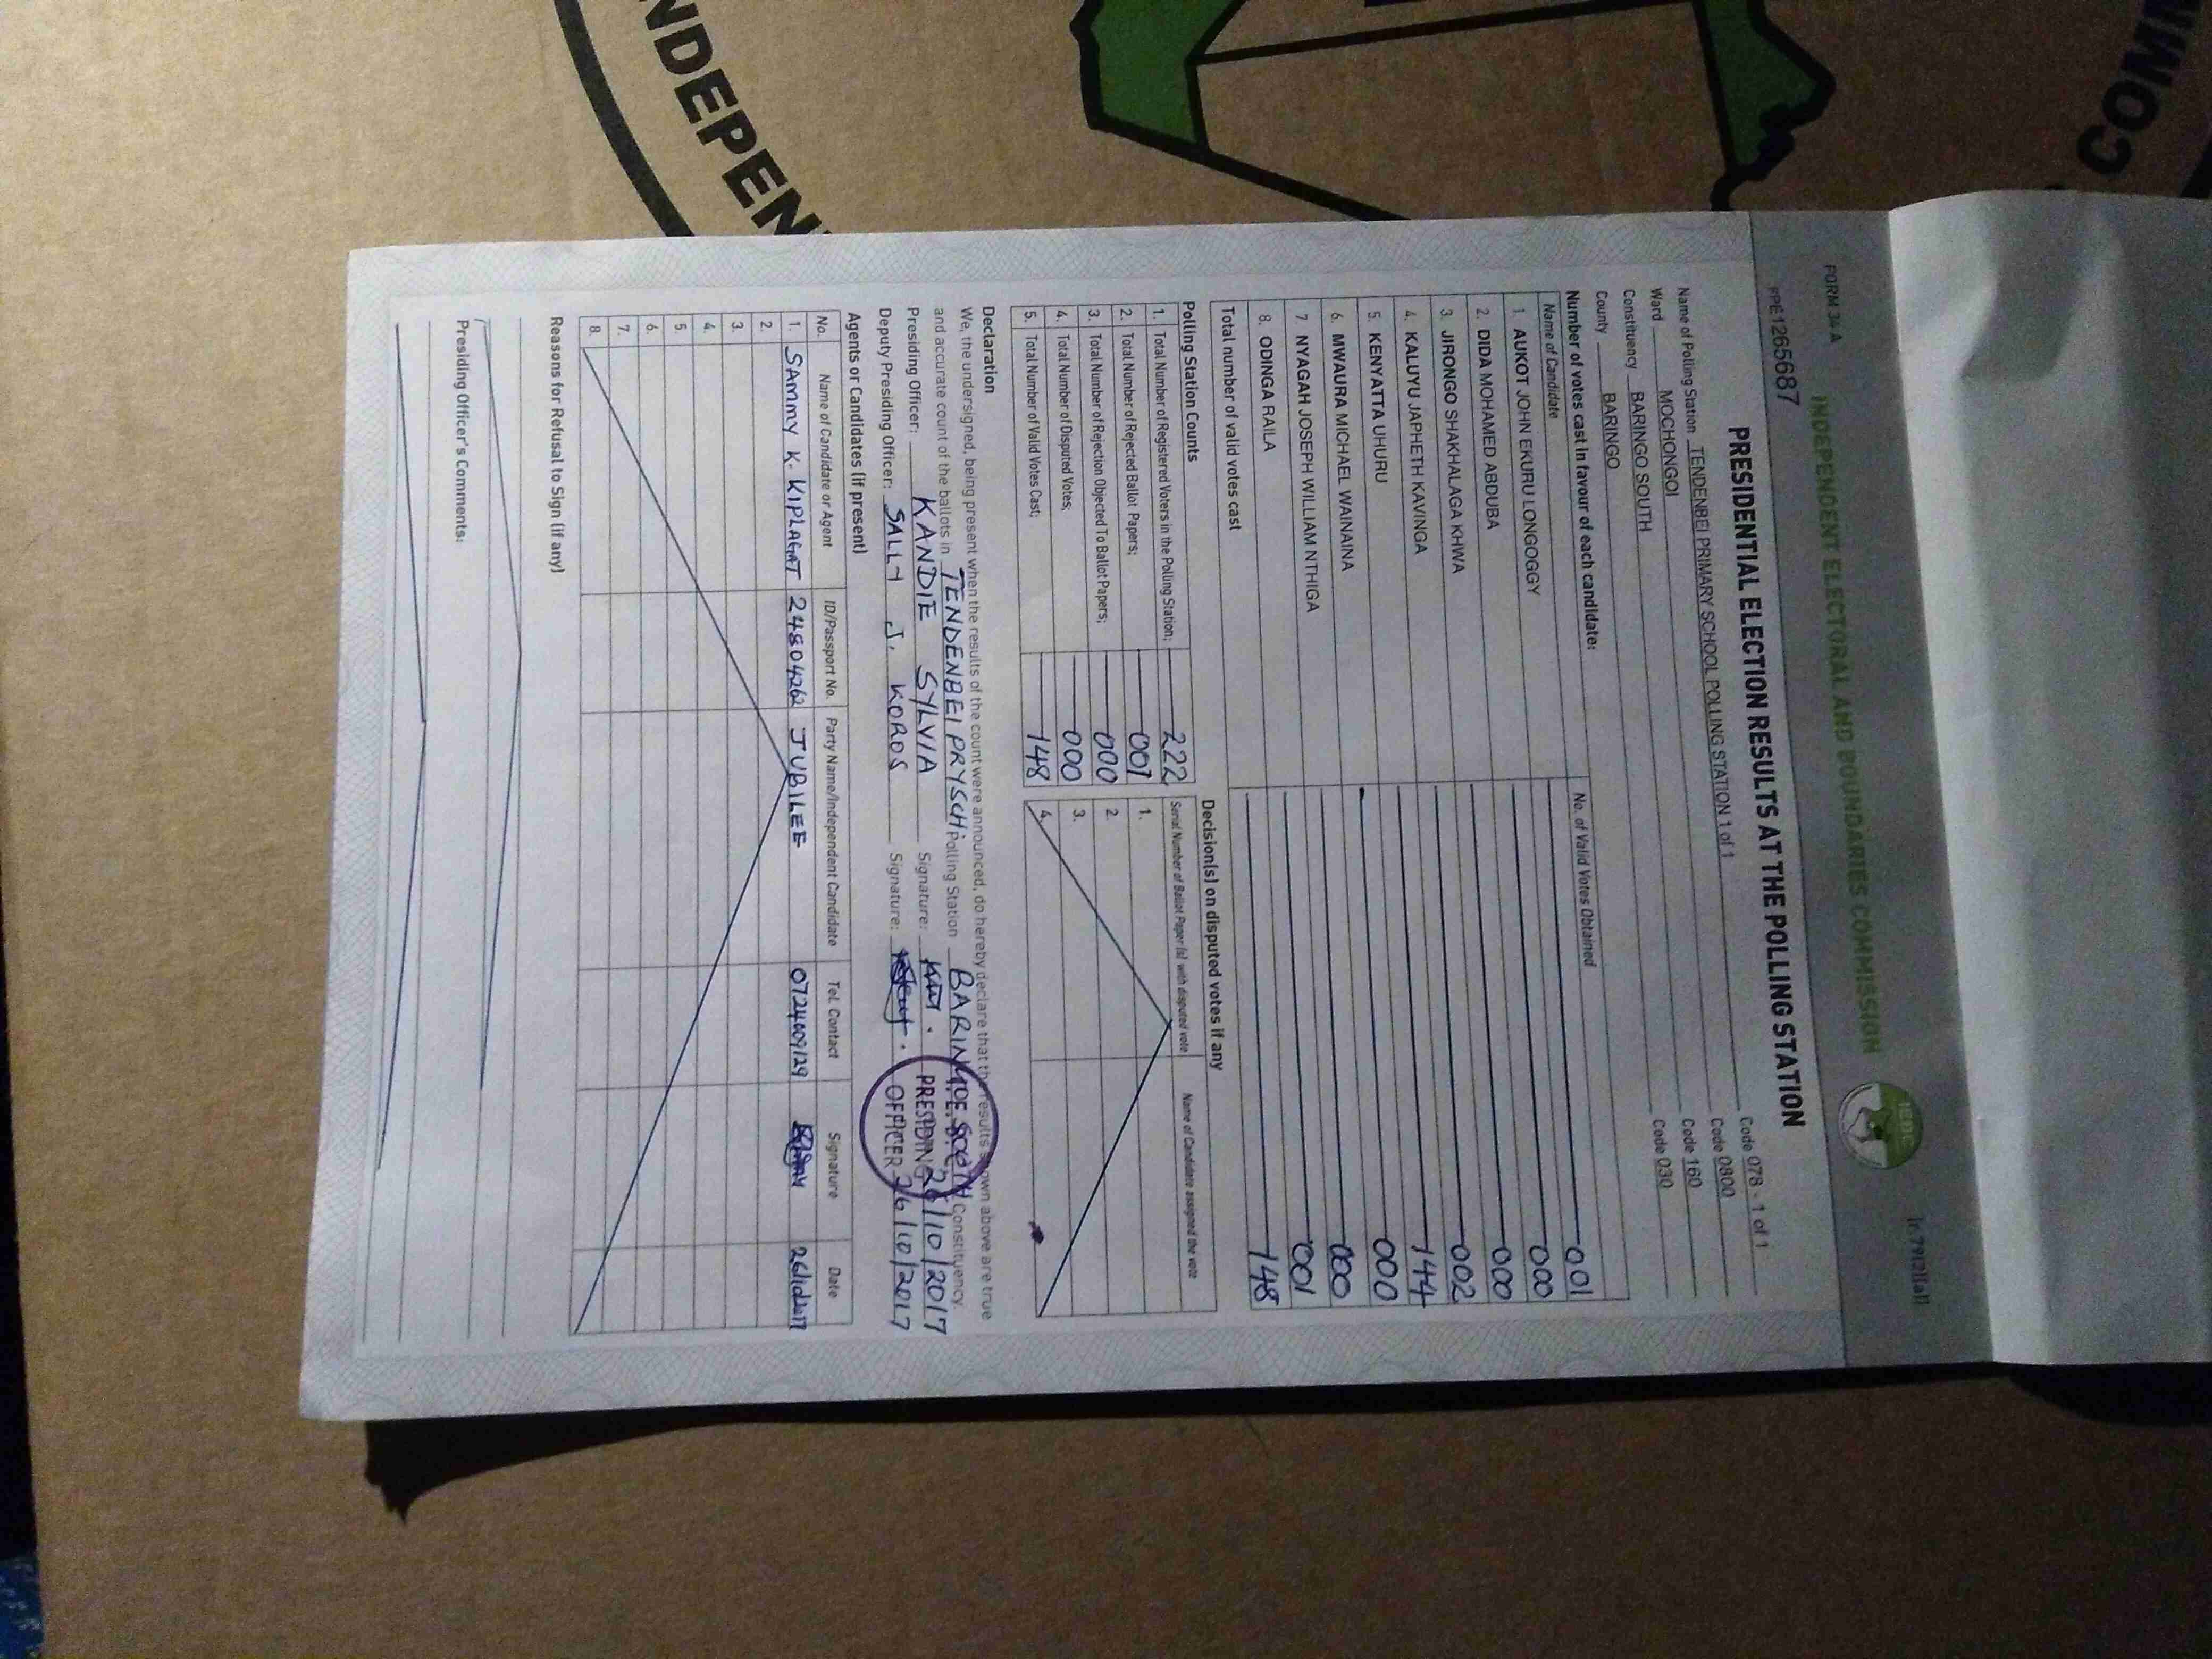 INDEPENDENT
COMM
FORM 34 A
INDEPENDENT ELECTORAL AND BOUNDARIES COMMISSION
IEBC
PPE1265687
PRESIDENTIAL ELECTION RESULTS AT THE POLLING STATION
Name of Polling Station TENDENBEI PRIMARY SCHOOL POLLING STATION 1 of 1 Code 078 - 1 of 1
Ward MOCHONGOI Code 0800
Constituency BARINGO SOUTH Code 160
County BARINGO Code 030
Number of votes cast in favour of each candidate:
Name of Candidate No. of Valid Votes Obtained
1. AUKOT JOHN EKURU LONGOGGY 001
2. DIDA MOHAMED ABDUBA 000
3. JIRONGO SHAKHALAGA KHWA 000
4. KALUYU JAPHETH KAVINGA 002
5. KENYATTA UHURU 144
6. MWAURA MICHAEL WAINAINA 000
7. NYAGAH JOSEPH WILLIAM NTHIGA 000
8. ODINGA RAILA 001
Total number of valid votes cast 148
Polling Station Counts
1. Total Number of Registered Voters in the Polling Station; 222
2. Total Number of Rejected Ballot Papers; 001
3. Total Number of Rejection Objected To Ballot Papers; 000
4. Total Number of Disputed Votes; 000
5. Total Number of Valid Votes Cast; 148
Decision(s) on disputed votes if any
Serial Number of Ballot Paper (s) with disputed vote Name of Candidate assigned the vote
1.
2.
3.
4.
Declaration
We, the undersigned, being present when the results of the count were announced, do hereby declare that the results shown above are true
and accurate count of the ballots in TENDENBEI PRY SCH Polling Station BARINGO SOUTH Constituency.
Presiding Officer: KANDIE SYLVIA Signature: 26/10/2017
Deputy Presiding Officer: SALLY J. KOROS Signature: 26/10/2017
PRESIDING
OFFICER
Agents or Candidates (if present)
No. Name of Candidate or Agent ID/Passport No. Party Name/Independent Candidate Tel. Contact Signature Date
1. SAMMY K. KIPLAGAT 24804262 JUBILEE 0724009129 26/10/2017
2.
3.
4.
5.
6.
7.
8.
Reasons for Refusal to Sign (if any)
Presiding Officer's Comments: